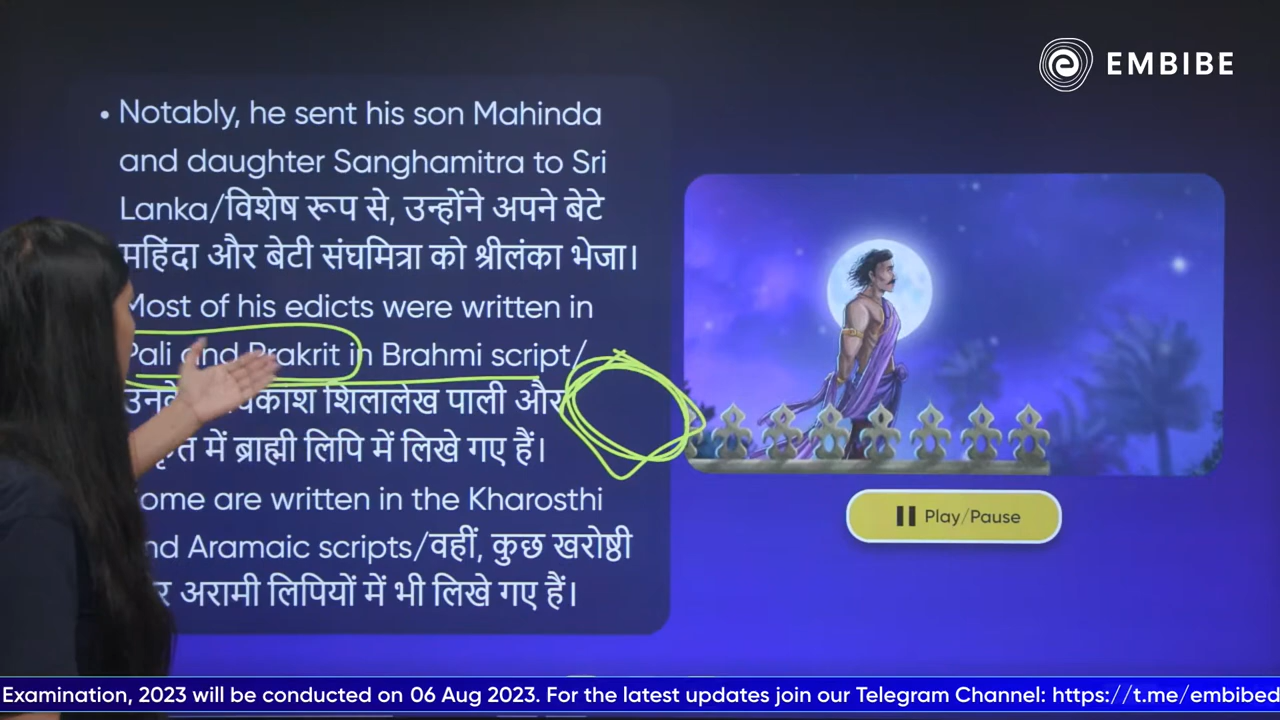 EMBIBE
• Notably, he sent his son Mahinda
and daughter Sanghamitra to Sri
Lanka/विशेष रूप से, उन्होंने अपने बेटे
महिंदा और बेटी संघमित्रा को श्रीलंका भेजा।
Most of his edicts were written in
Pali and Prakrit in Brahmi script/
शिलालेख पाली और
में ब्राह्मी लिपि में लिखे गए हैं।
Some are written in the Kharosthi
and Aramaic scripts/वहीं, कुछ खरोष्ठी
अरामी लिपियों में भी लिखे गए हैं।
Play/Pause
Examination, 2023 will be conducted on 06 Aug 2023. For the latest updates join our Telegram Channel: https://t.me/embibed